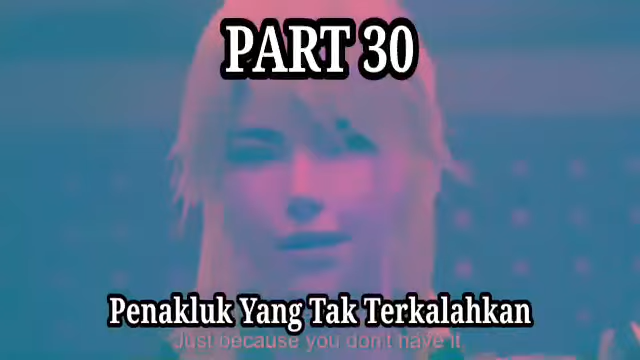 PART 30
Penakluk Yang Tak Terkalahkan
Just because you don't have it